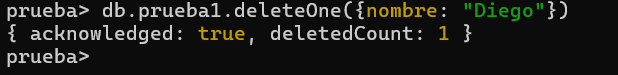 prueba> db.prueba1.deleteOne({nombre: "Diego"})
{ acknowledged: true, deletedCount: 1 }
prueba>